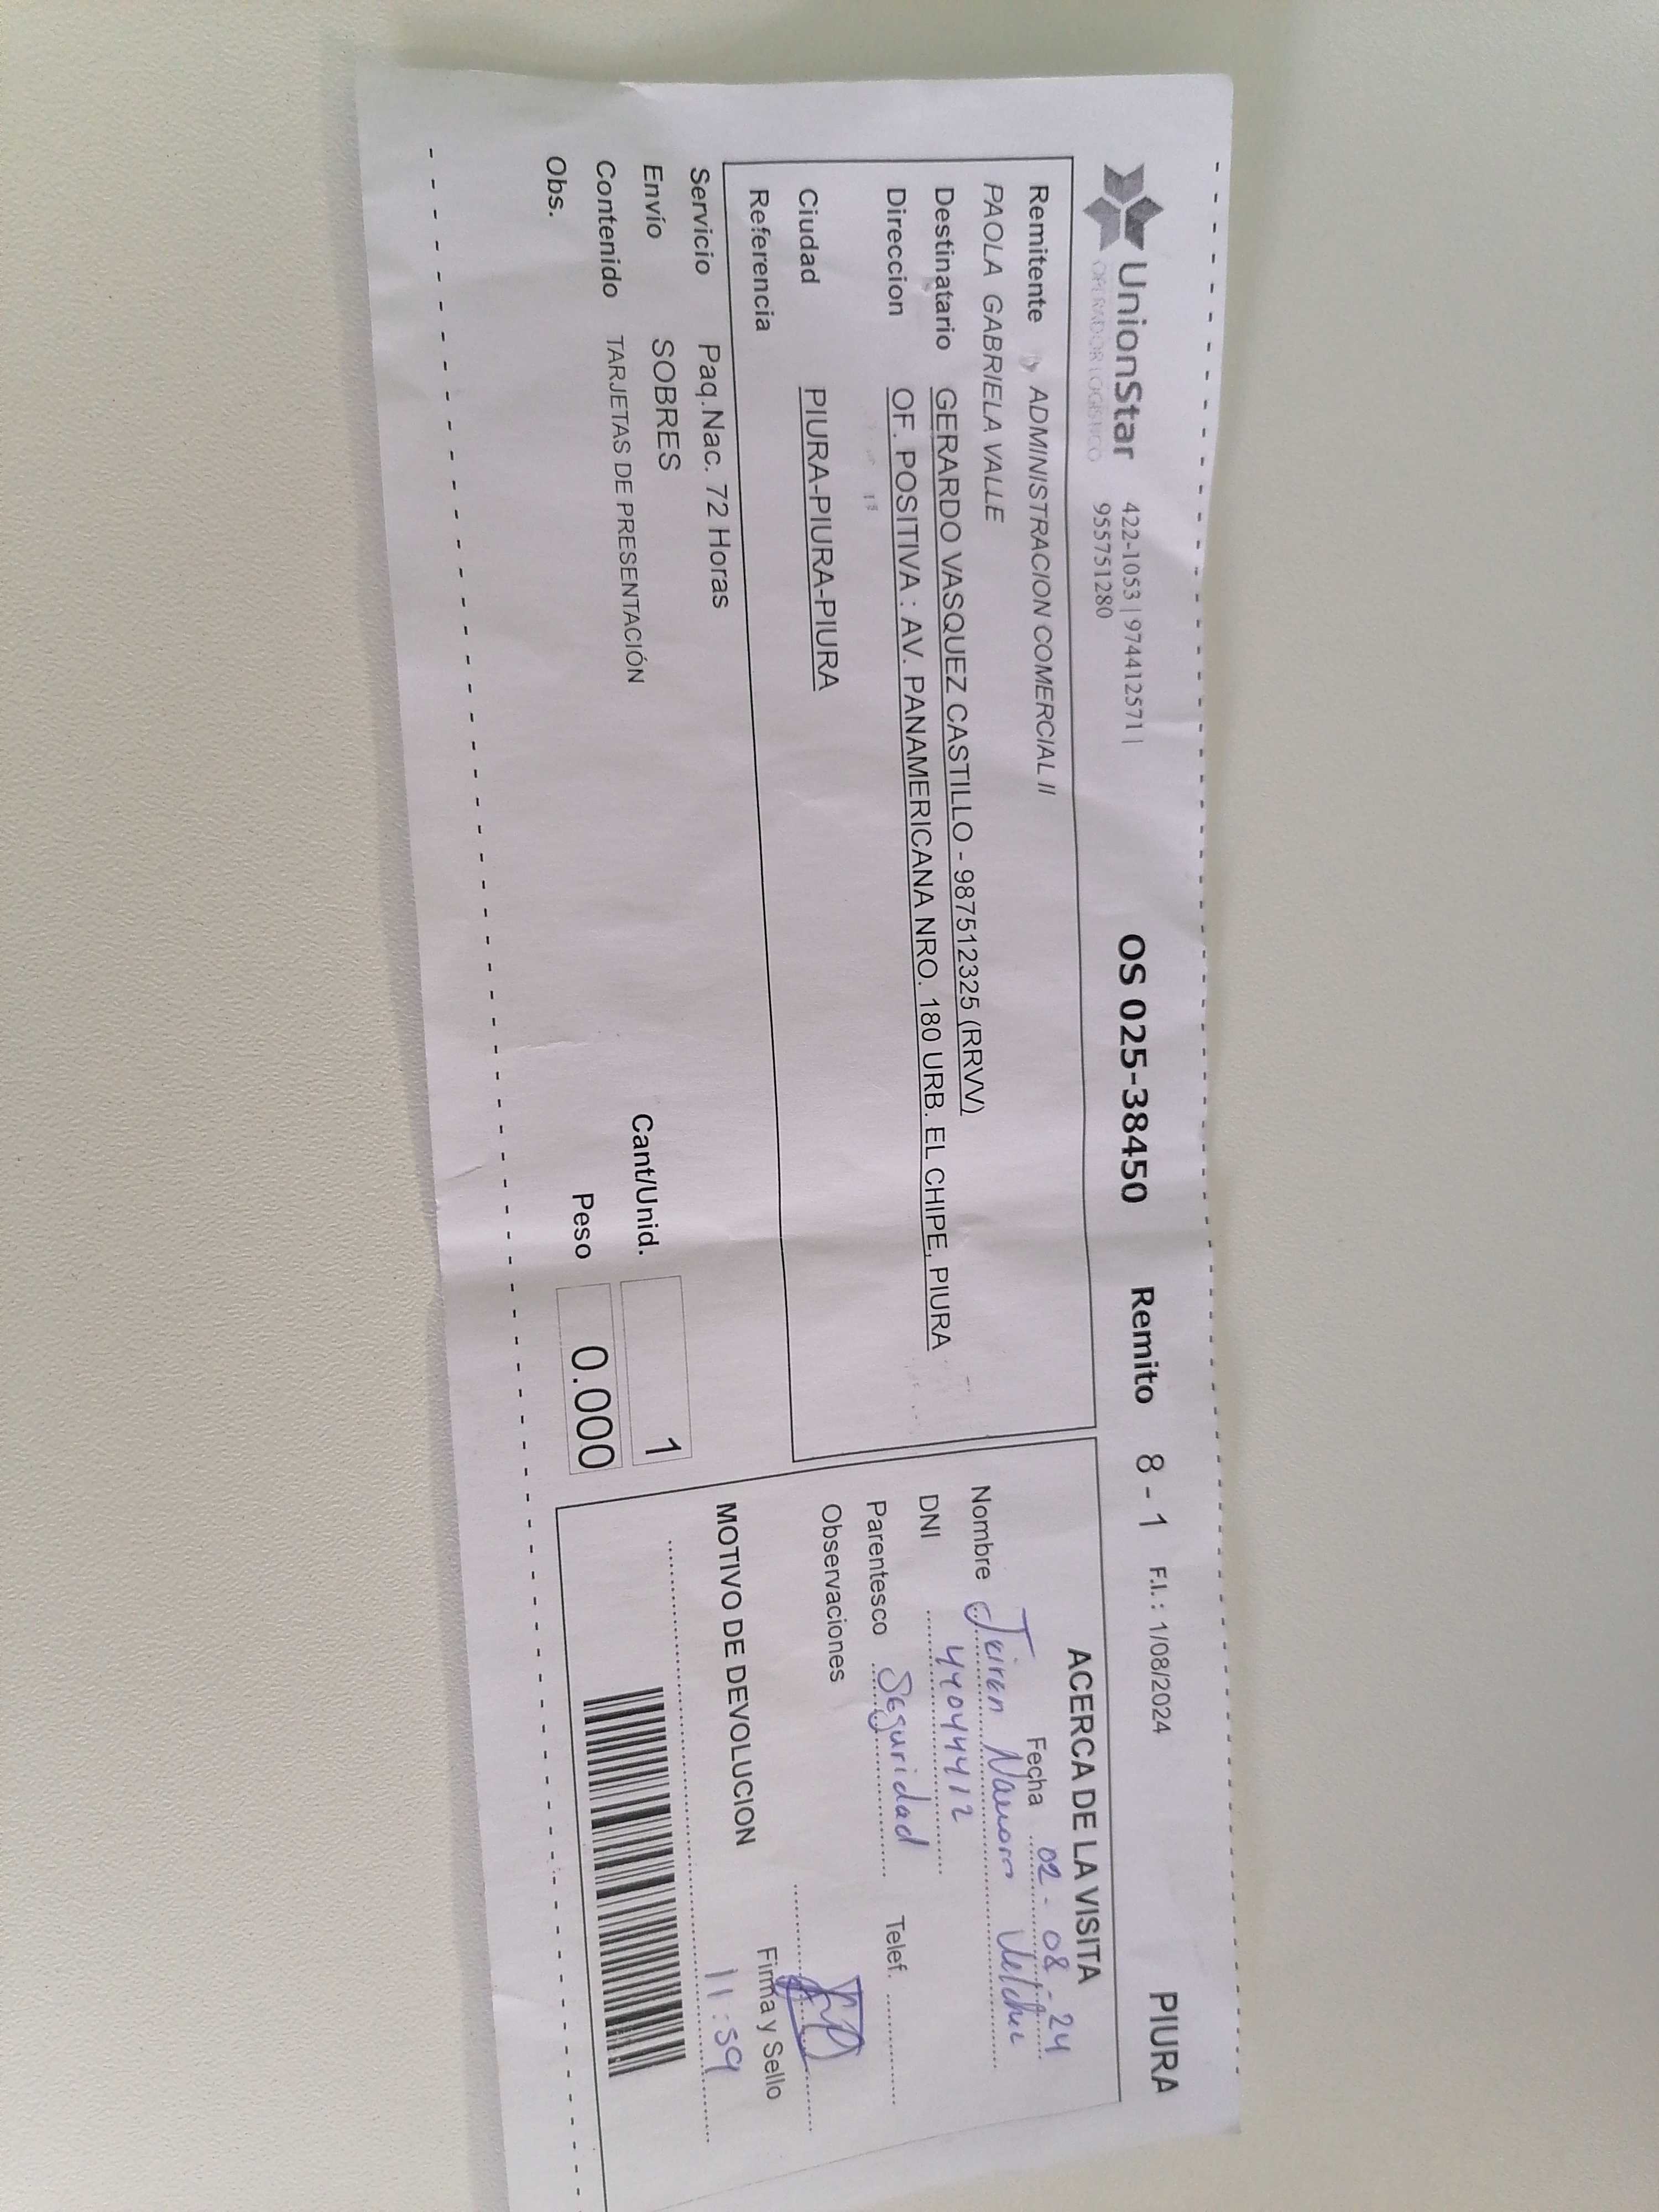 UnionStar
OPERADOR LOGISTICO
422-1053 | 974412571 |
955751280
OS 025-38450
Remito 8 - 1 F.I. : 1/08/2024
PIURA
Remitente ADMINISTRACION COMERCIAL II
PAOLA GABRIELA VALLE
Destinatario GERARDO VASQUEZ CASTILLO - 987512325 (RRVV)
Direccion OF. POSITIVA : AV. PANAMERICANA NRO. 180 URB. EL CHIPE, PIURA
Ciudad PIURA-PIURA-PIURA
Referencia
Servicio Paq.Nac. 72 Horas
Envío SOBRES
Contenido TARJETAS DE PRESENTACIÓN
Obs.
Cant/Unid. 1
Peso 0.000
ACERCA DE LA VISITA
Fecha 02-08-24
Nombre
DNI 44044412
Parentesco Seguridad Telef.
Observaciones
Firma y Sello
MOTIVO DE DEVOLUCION
11:59